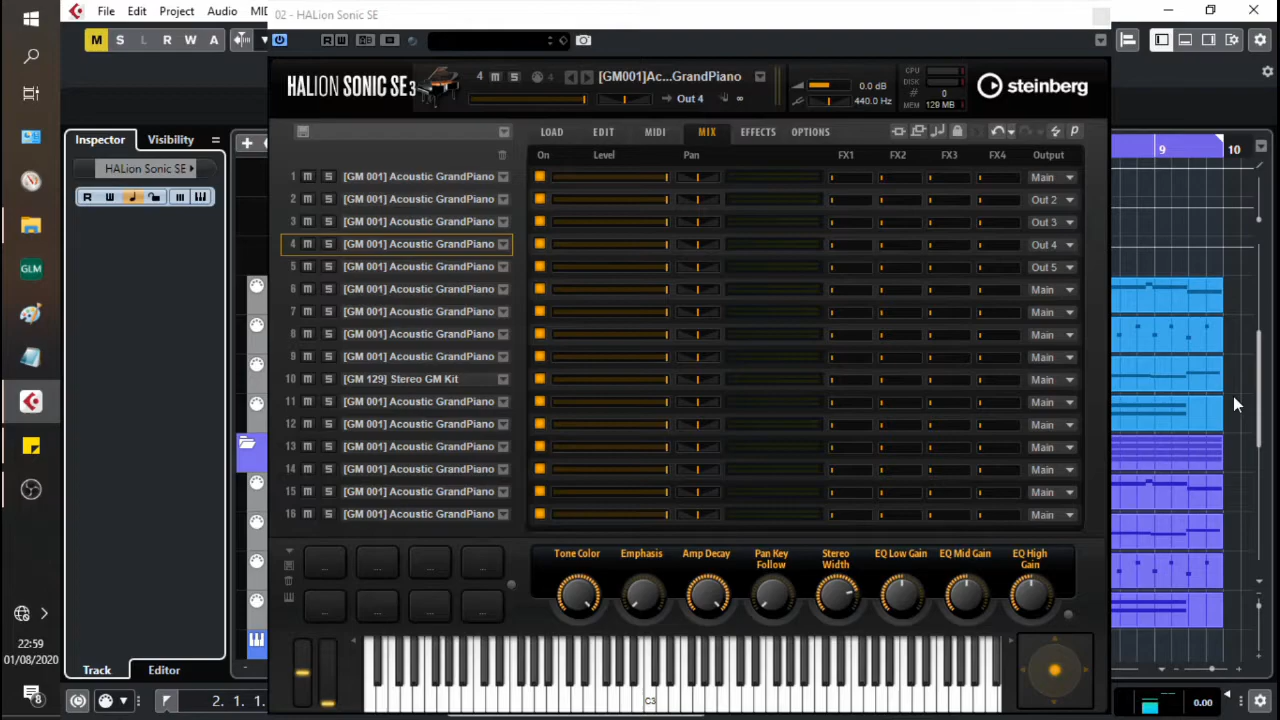 File Edit Project Audio MI
02 - HALion Sonic SE
M S L R W A
R W
HALION SONIC SE 3
4 m S 4 [GM001]Ac...GrandPiano
Out 4
0.0 dB
440.0 Hz
CPU
DISK
# 0
MEM 129 MB
steinberg
Inspector Visibility
HALion Sonic SE
R W
LOAD EDIT MIDI MIX EFFECTS OPTIONS
On Level Pan FX1 FX2 FX3 FX4 Output
9 10
1 m S [GM 001] Acoustic GrandPiano Main
2 m S [GM 001] Acoustic GrandPiano Out 2
3 m S [GM 001] Acoustic GrandPiano Out 3
4 m S [GM 001] Acoustic GrandPiano Out 4
5 m S [GM 001] Acoustic GrandPiano Out 5
6 m S [GM 001] Acoustic GrandPiano Main
7 m S [GM 001] Acoustic GrandPiano Main
8 m S [GM 001] Acoustic GrandPiano Main
9 m S [GM 001] Acoustic GrandPiano Main
10 m S [GM 129] Stereo GM Kit Main
11 m S [GM 001] Acoustic GrandPiano Main
12 m S [GM 001] Acoustic GrandPiano Main
13 m S [GM 001] Acoustic GrandPiano Main
14 m S [GM 001] Acoustic GrandPiano Main
15 m S [GM 001] Acoustic GrandPiano Main
16 m S [GM 001] Acoustic GrandPiano Main
GLM
... ... ... ...
... ... ... ...
Tone Color Emphasis Amp Decay Pan Key Follow Stereo Width EQ Low Gain EQ Mid Gain EQ High Gain
C3
Track Editor
22:59
01/08/2020
8
2. 1. 1.
0.00